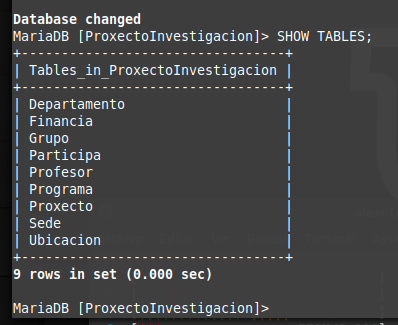 Database changed
MariaDB [ProxectoInvestigacion]> SHOW TABLES;
+---------------------------------+
| Tables_in_ProxectoInvestigacion |
+---------------------------------+
| Departamento                    |
| Financia                        |
| Grupo                           |
| Participa                       |
| Profesor                        |
| Programa                        |
| Proxecto                        |
| Sede                            |
| Ubicacion                       |
+---------------------------------+
9 rows in set (0.000 sec)
MariaDB [ProxectoInvestigacion]>